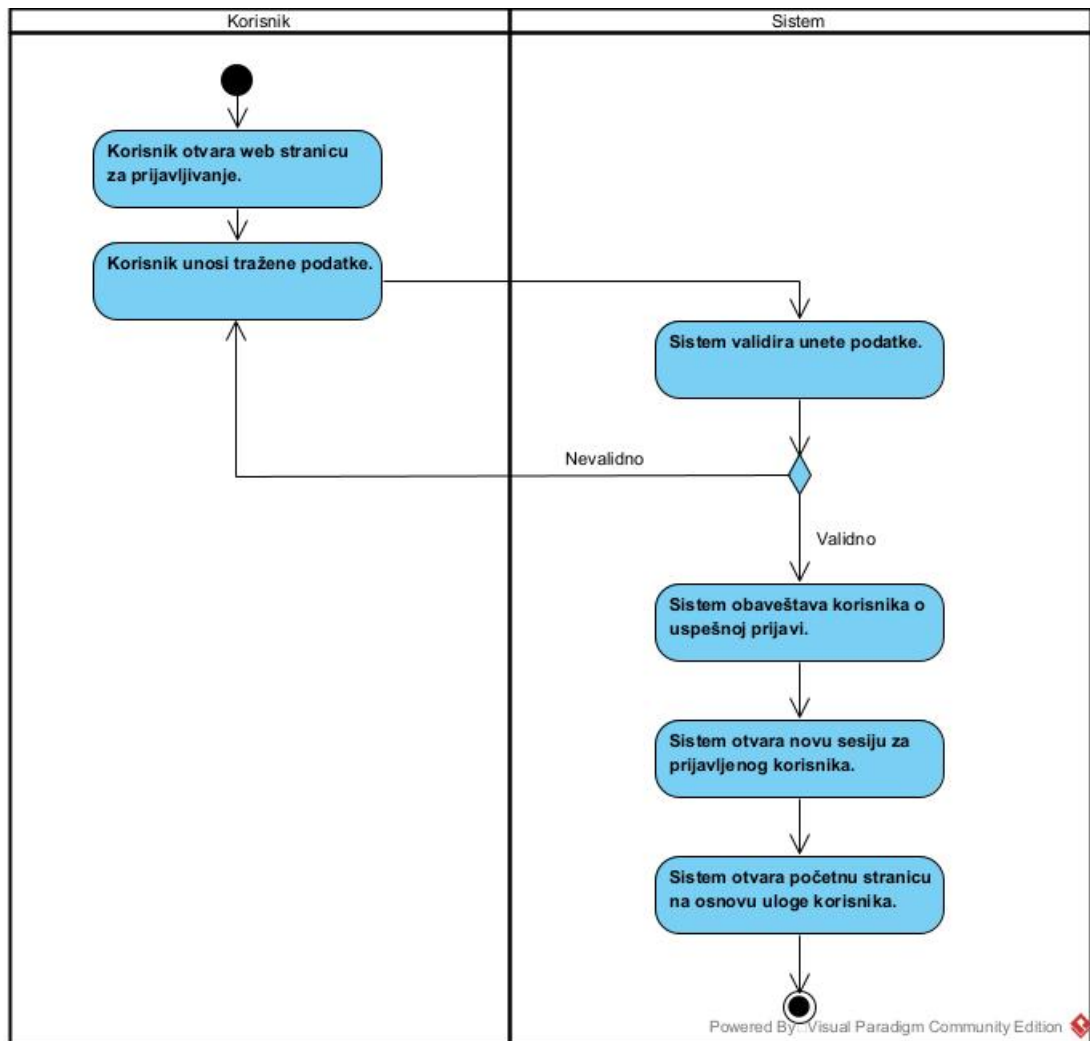 Korisnik
Sistem
Korisnik otvara web stranicu
za prijavljivanje.
Korisnik unosi tražene podatke.
Sistem validira unete podatke.
Nevalidno
Validno
Sistem obaveštava korisnika o
uspešnoj prijavi.
Sistem otvara novu sesiju za
prijavljenog korisnika.
Sistem otvara početnu stranicu
na osnovu uloge korisnika.
Powered By Visual Paradigm Community Edition